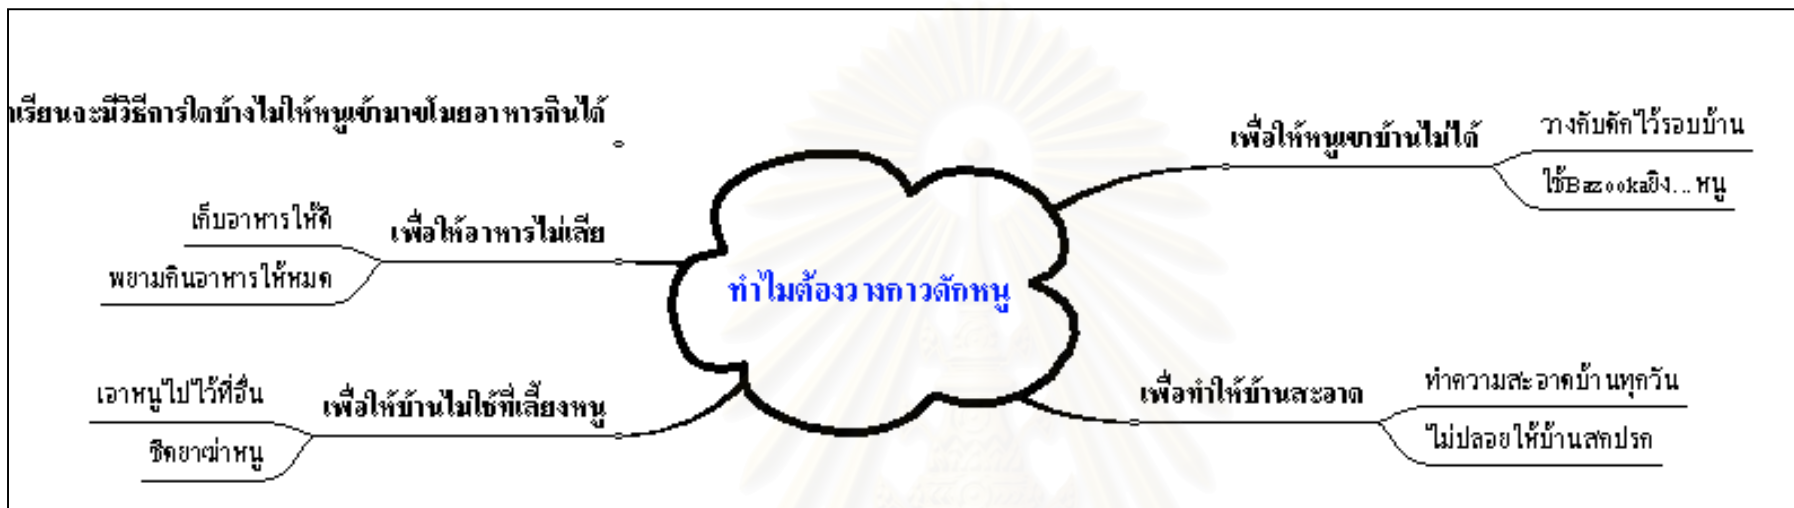 าเรียนจะมีวิธีการใดบ้างไม่ให้หนูเข้ามาขโมยอาหารกินได้
เพื่อให้อาหารไม่เสีย
เก็บอาหารให้ดี
พยามกินอาหารให้หมด
เพื่อให้บ้านไม่ใช้ที่เลี้ยงหนู
เอาหนูไปไว้ที่อื่น
ฉีดยาฆ่าหนู
ทำไมต้องวางกาวดักหนู
เพื่อให้หนูเขาบ้านไม่ได้
วางกับดักไว้รอบบ้าน
ใช้Bazookaยิง...หนู
เพื่อทำให้บ้านสะอาด
ทำความสะอาดบ้านทุกวัน
ไม่ปลอยให้บ้านสกปรก